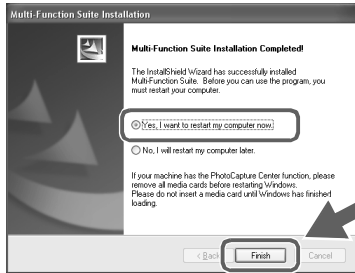 Multi-Function Suite Installation
Multi-Function Suite Installation Completed!
The InstallShield Wizard has successfully installed
Multi-Function Suite. Before you can use the program, you
must restart your computer.
Yes, I want to restart my computer now.
No, I will restart my computer later.
If your machine has the PhotoCapture Center function, please
remove all media cards before restarting Windows.
Please do not insert a media card until Windows has finished
loading.
< Back
Finish
Cancel